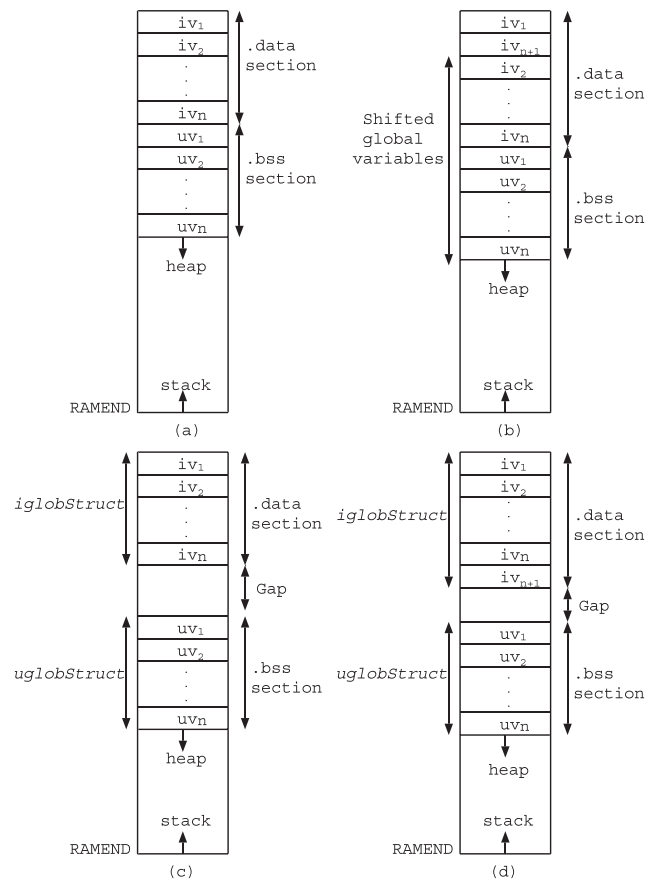 iv₁
iv₂
.
.
.
ivn
uv₁
uv₂
.
.
.
uvn
heap
stack
RAMEND
.data
section
.bss
section
(a)
iv₁
ivₙ₊₁
iv₂
.
.
.
ivn
uv₁
uv₂
.
.
.
uvn
heap
stack
RAMEND
Shifted
global
variables
.data
section
.bss
section
(b)
iglobStruct
iv₁
iv₂
.
.
.
ivn
.data
section
Gap
uglobStruct
uv₁
uv₂
.
.
.
uvn
.bss
section
heap
stack
RAMEND
(c)
iglobStruct
iv₁
iv₂
.
.
.
ivn
ivₙ₊₁
.data
section
Gap
uglobStruct
uv₁
uv₂
.
.
.
uvn
.bss
section
heap
stack
RAMEND
(d)